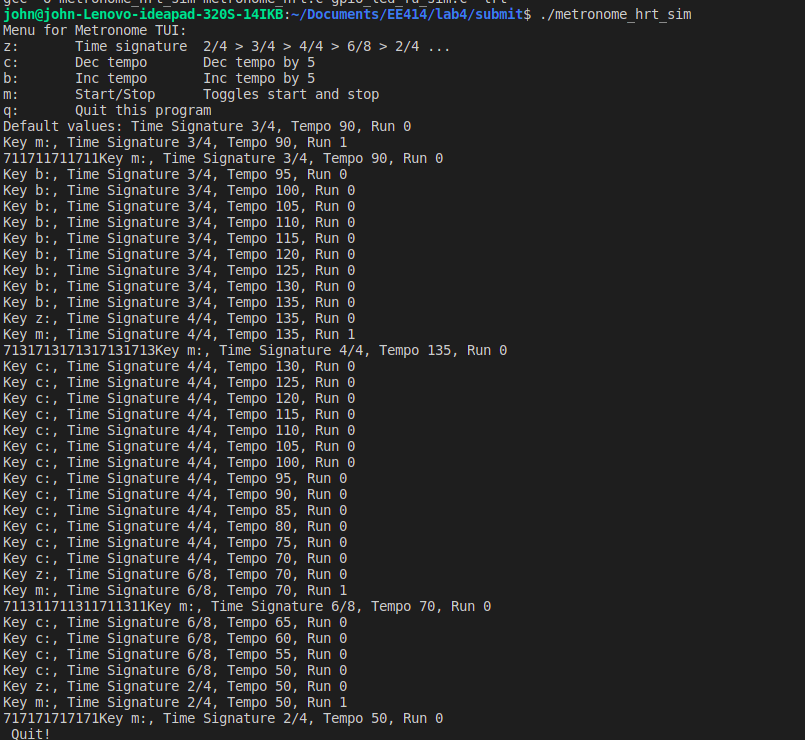 john@john-Lenovo-ideapad-320S-14IKB:~/Documents/EE414/lab4/submit$ ./metronome_hrt_sim
Menu for Metronome TUI:
z: Time signature 2/4 > 3/4 > 4/4 > 6/8 > 2/4 ...
c: Dec tempo Dec tempo by 5
b: Inc tempo Inc tempo by 5
m: Start/Stop Toggles start and stop
q: Quit this program
Default values: Time Signature 3/4, Tempo 90, Run 0
Key m:, Time Signature 3/4, Tempo 90, Run 1
711711711711Key m:, Time Signature 3/4, Tempo 90, Run 0
Key b:, Time Signature 3/4, Tempo 95, Run 0
Key b:, Time Signature 3/4, Tempo 100, Run 0
Key b:, Time Signature 3/4, Tempo 105, Run 0
Key b:, Time Signature 3/4, Tempo 110, Run 0
Key b:, Time Signature 3/4, Tempo 115, Run 0
Key b:, Time Signature 3/4, Tempo 120, Run 0
Key b:, Time Signature 3/4, Tempo 125, Run 0
Key b:, Time Signature 3/4, Tempo 130, Run 0
Key b:, Time Signature 3/4, Tempo 135, Run 0
Key z:, Time Signature 4/4, Tempo 135, Run 0
Key m:, Time Signature 4/4, Tempo 135, Run 1
7131713171317131713Key m:, Time Signature 4/4, Tempo 135, Run 0
Key c:, Time Signature 4/4, Tempo 130, Run 0
Key c:, Time Signature 4/4, Tempo 125, Run 0
Key c:, Time Signature 4/4, Tempo 120, Run 0
Key c:, Time Signature 4/4, Tempo 115, Run 0
Key c:, Time Signature 4/4, Tempo 110, Run 0
Key c:, Time Signature 4/4, Tempo 105, Run 0
Key c:, Time Signature 4/4, Tempo 100, Run 0
Key c:, Time Signature 4/4, Tempo 95, Run 0
Key c:, Time Signature 4/4, Tempo 90, Run 0
Key c:, Time Signature 4/4, Tempo 85, Run 0
Key c:, Time Signature 4/4, Tempo 80, Run 0
Key c:, Time Signature 4/4, Tempo 75, Run 0
Key c:, Time Signature 4/4, Tempo 70, Run 0
Key z:, Time Signature 6/8, Tempo 70, Run 0
Key m:, Time Signature 6/8, Tempo 70, Run 1
711311711311711311Key m:, Time Signature 6/8, Tempo 70, Run 0
Key c:, Time Signature 6/8, Tempo 65, Run 0
Key c:, Time Signature 6/8, Tempo 60, Run 0
Key c:, Time Signature 6/8, Tempo 55, Run 0
Key c:, Time Signature 6/8, Tempo 50, Run 0
Key z:, Time Signature 2/4, Tempo 50, Run 0
Key m:, Time Signature 2/4, Tempo 50, Run 1
717171717171Key m:, Time Signature 2/4, Tempo 50, Run 0
Quit!